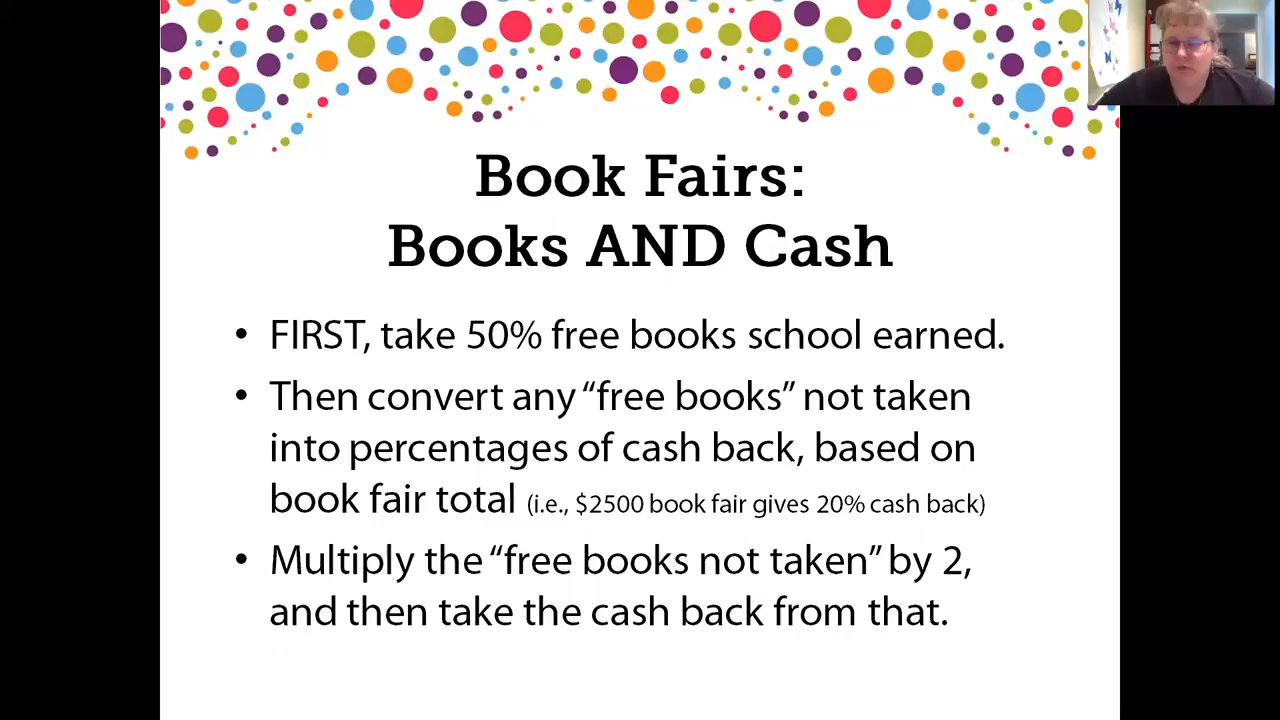 Book Fairs:
Books AND Cash
• FIRST, take 50% free books school earned.
• Then convert any “free books” not taken
into percentages of cash back, based on
book fair total (i.e., $2500 book fair gives 20% cash back)
• Multiply the “free books not taken” by 2,
and then take the cash back from that.